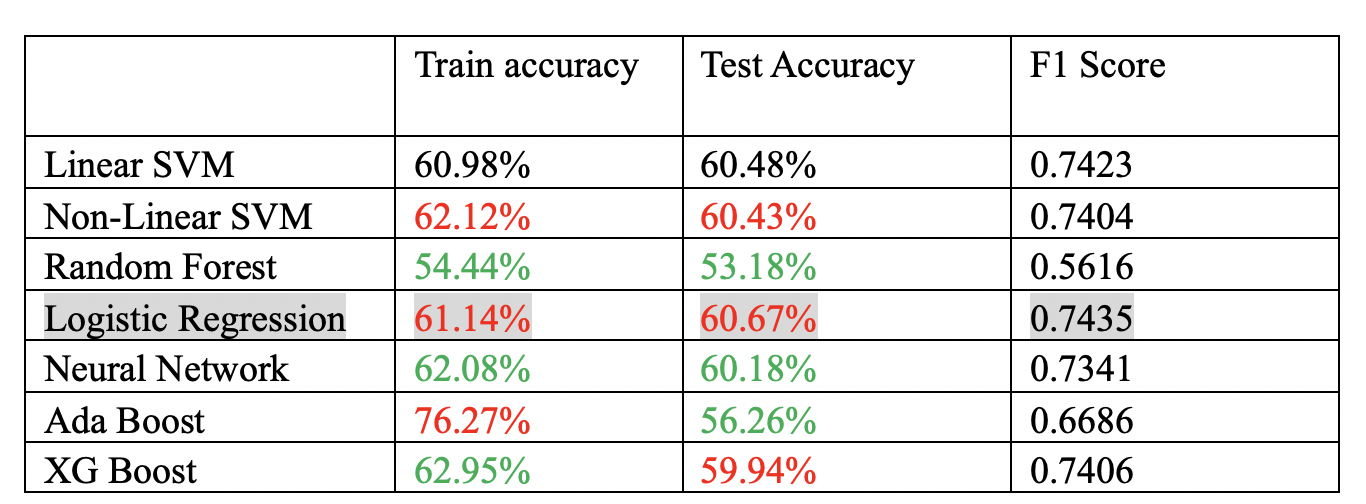 Train accuracy Test Accuracy F1 Score
Linear SVM 60.98% 60.48% 0.7423
Non-Linear SVM 62.12% 60.43% 0.7404
Random Forest 54.44% 53.18% 0.5616
Logistic Regression 61.14% 60.67% 0.7435
Neural Network 62.08% 60.18% 0.7341
Ada Boost 76.27% 56.26% 0.6686
XG Boost 62.95% 59.94% 0.7406